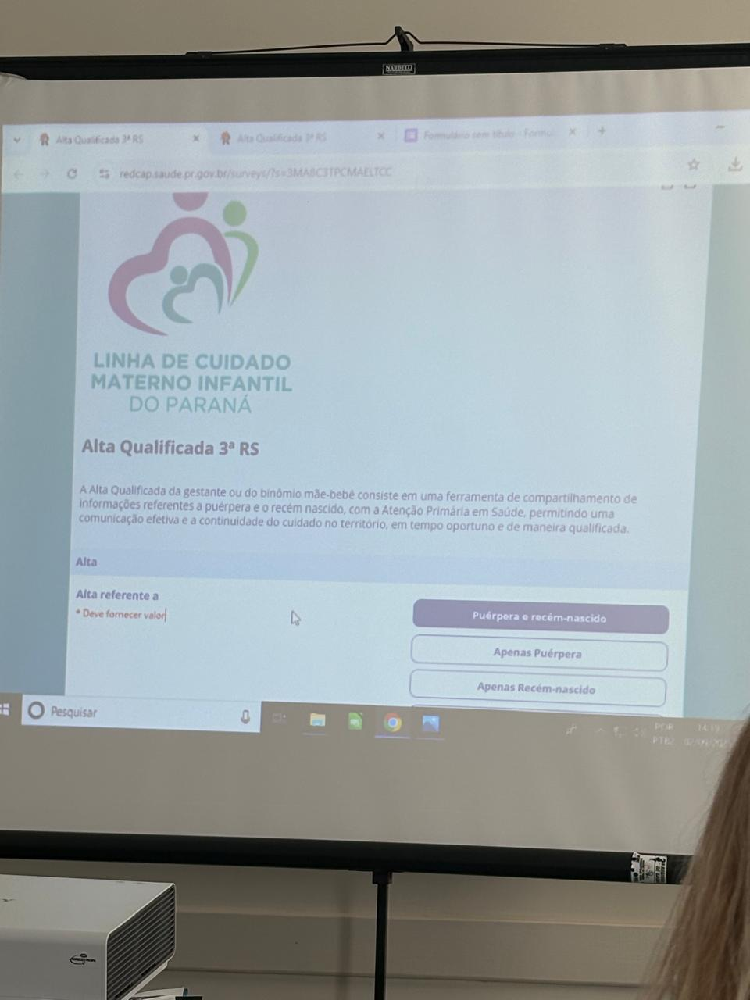 NARDELLI
Alta Qualificada 3ª RS
Alta Qualificada 3ª RS
Formulário sem título - Formul
redcap.saude.pr.gov.br/surveys/?s=3MA8C3TPCMAELTCC
LINHA DE CUIDADO
MATERNO INFANTIL
DO PARANÁ
Alta Qualificada 3ª RS
A Alta Qualificada da gestante ou do binômio mãe-bebê consiste em uma ferramenta de compartilhamento de
informações referentes a puérpera e o recém nascido, com a Atenção Primária em Saúde, permitindo uma
comunicação efetiva e a continuidade do cuidado no território, em tempo oportuno e de maneira qualificada.
Alta
Alta referente a
* Deve fornecer valor
Puérpera e recém-nascido
Apenas Puérpera
Apenas Recém-nascido
Pesquisar
POR
14:19
PTB2